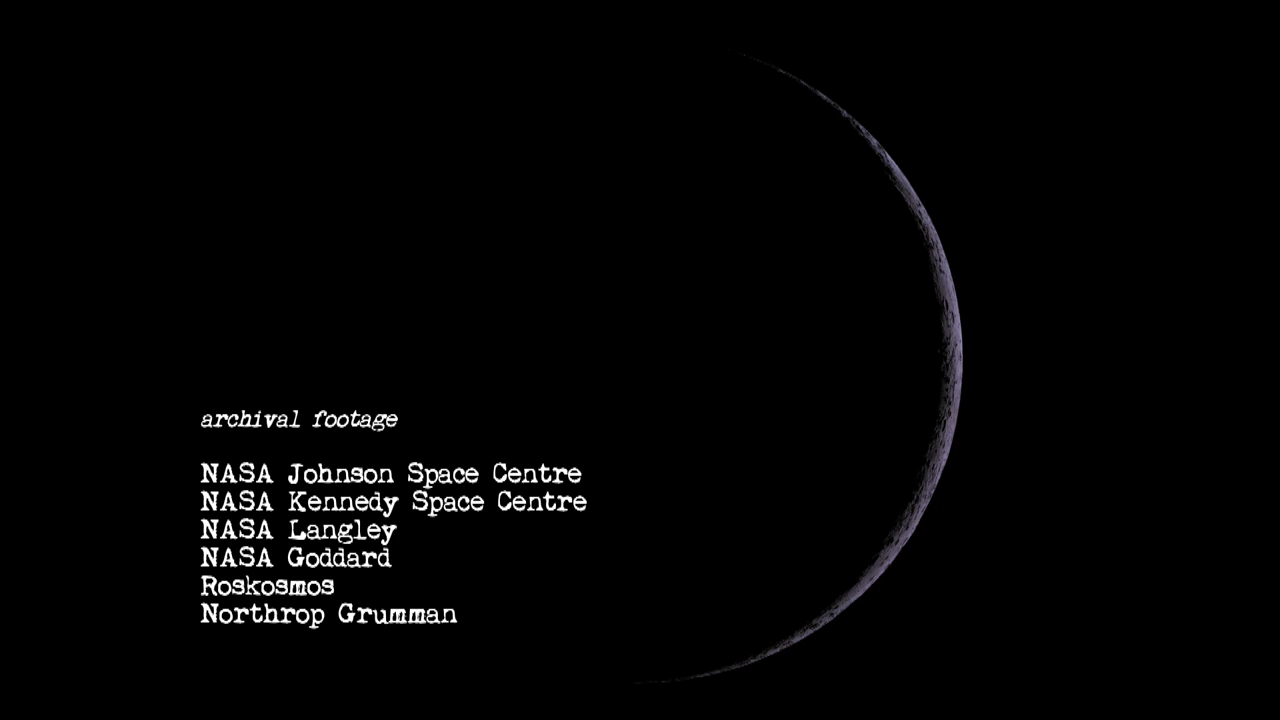 archival footage
NASA Johnson Space Centre
NASA Kennedy Space Centre
NASA Langley
NASA Goddard
Roskosmos
Northrop Grumman